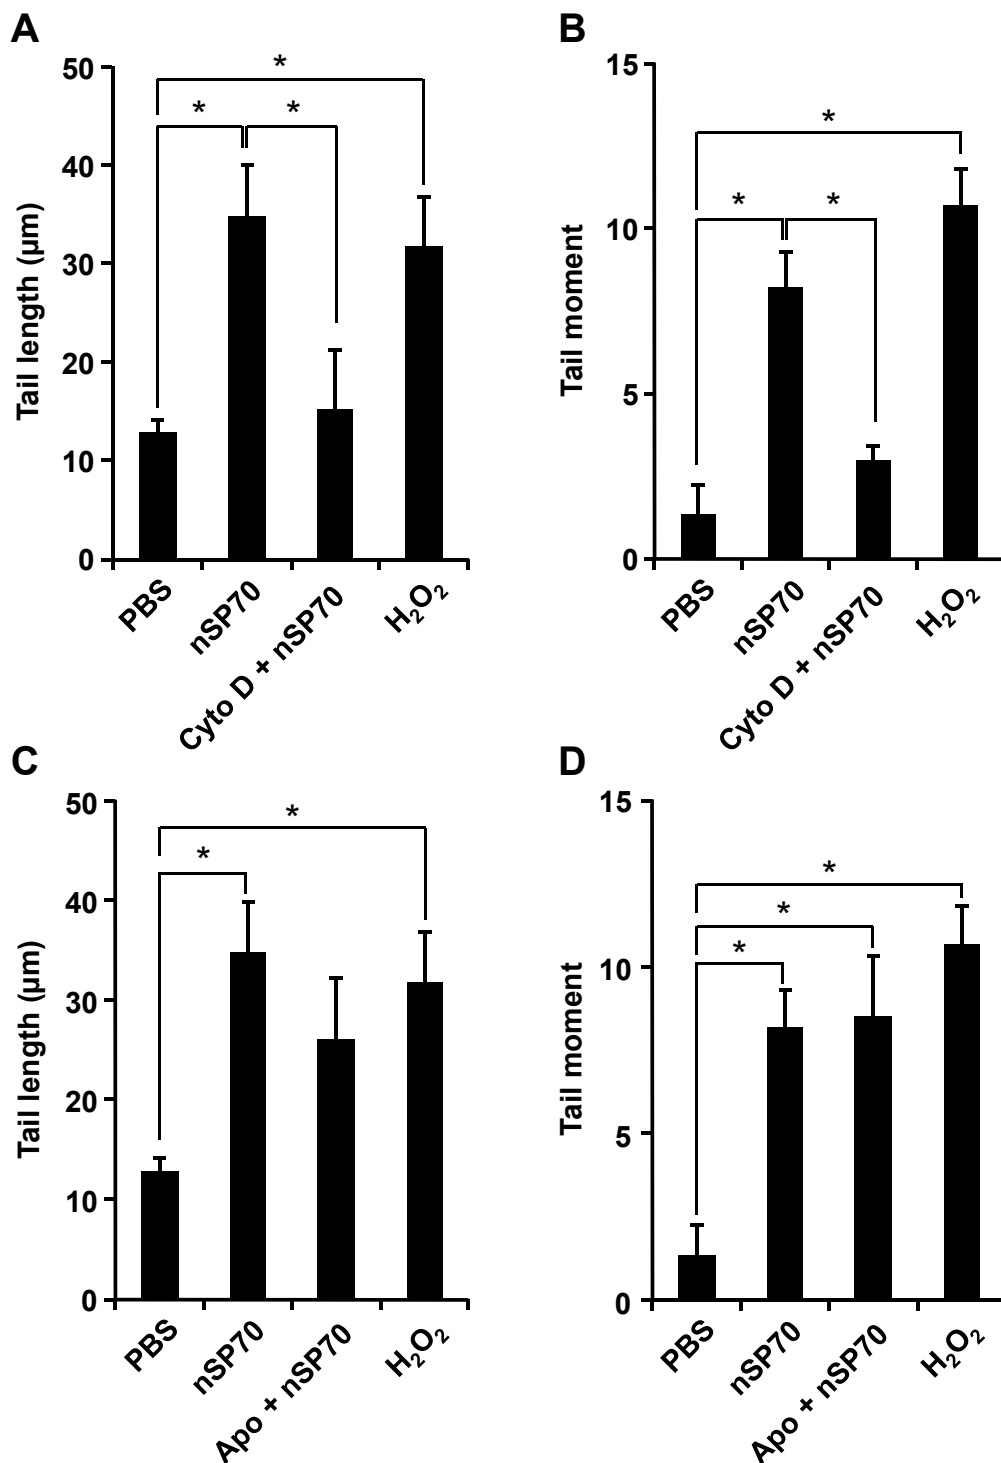 A
Tail length (µm)
50
40
30
20
10
0
*
*
*
PBS
nSP70
Cyto D + nSP70
H₂O₂
B
Tail moment
15
10
5
0
*
*
*
PBS
nSP70
Cyto D + nSP70
H₂O₂
C
Tail length (µm)
50
40
30
20
10
0
*
*
PBS
nSP70
Apo + nSP70
H₂O₂
D
Tail moment
15
10
5
0
*
*
*
PBS
nSP70
Apo + nSP70
H₂O₂